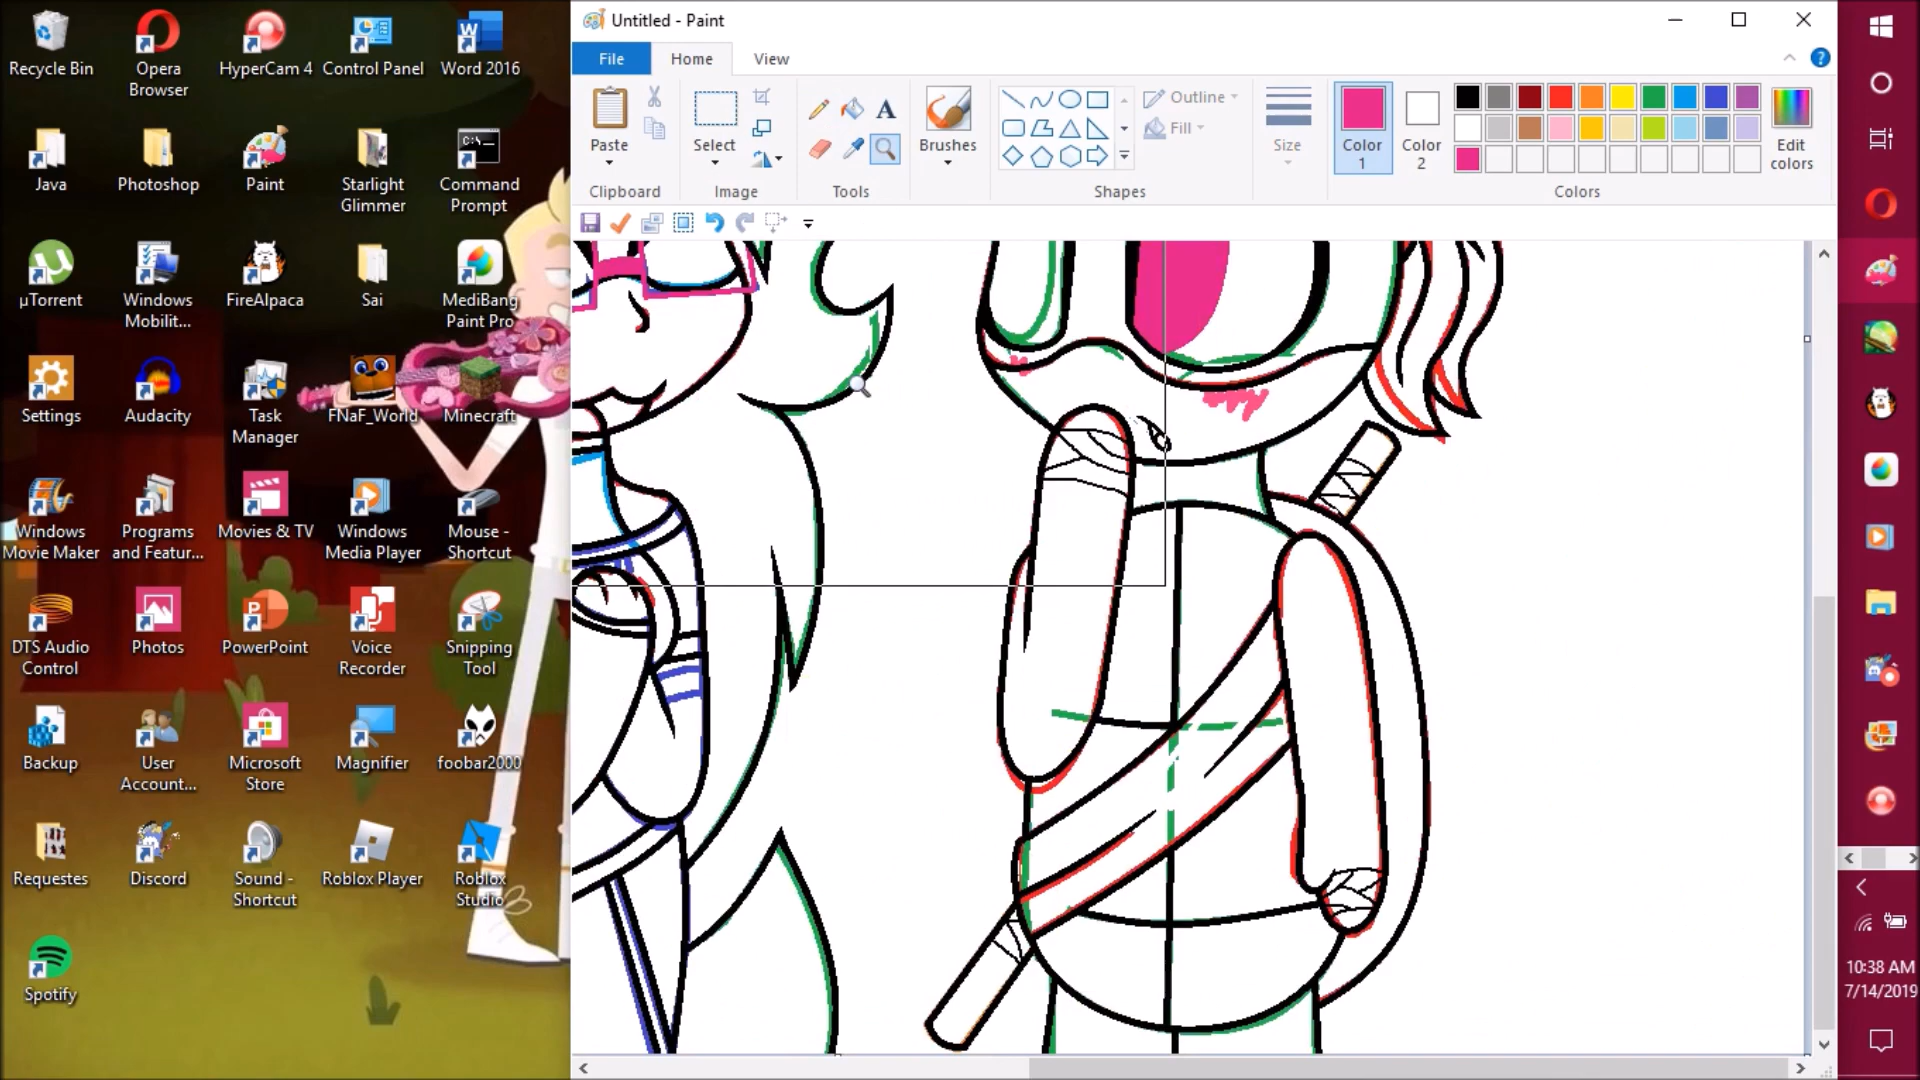 Recycle Bin
Opera
Browser
HyperCam 4
Control Panel
Word 2016
Java
Photoshop
Paint
Starlight
Glimmer
Command
Prompt
µTorrent
Windows
Mobilit...
FireAlpaca
Sai
MediBang
Paint Pro
Settings
Audacity
Task
Manager
FNaF_World
Minecraft
Windows
Movie Maker
Programs
and Featur...
Movies & TV
Windows
Media Player
Mouse -
Shortcut
DTS Audio
Control
Photos
PowerPoint
Voice
Recorder
Snipping
Tool
Backup
User
Account...
Microsoft
Store
Magnifier
foobar2000
Requestes
Discord
Sound -
Shortcut
Roblox Player
Roblox
Studio
Spotify
Untitled - Paint
File
Home
View
Paste
Clipboard
Select
Image
A
Tools
Brushes
Outline
Fill
Shapes
Size
Color
1
Color
2
Edit
colors
Colors
10:38 AM
7/14/2019